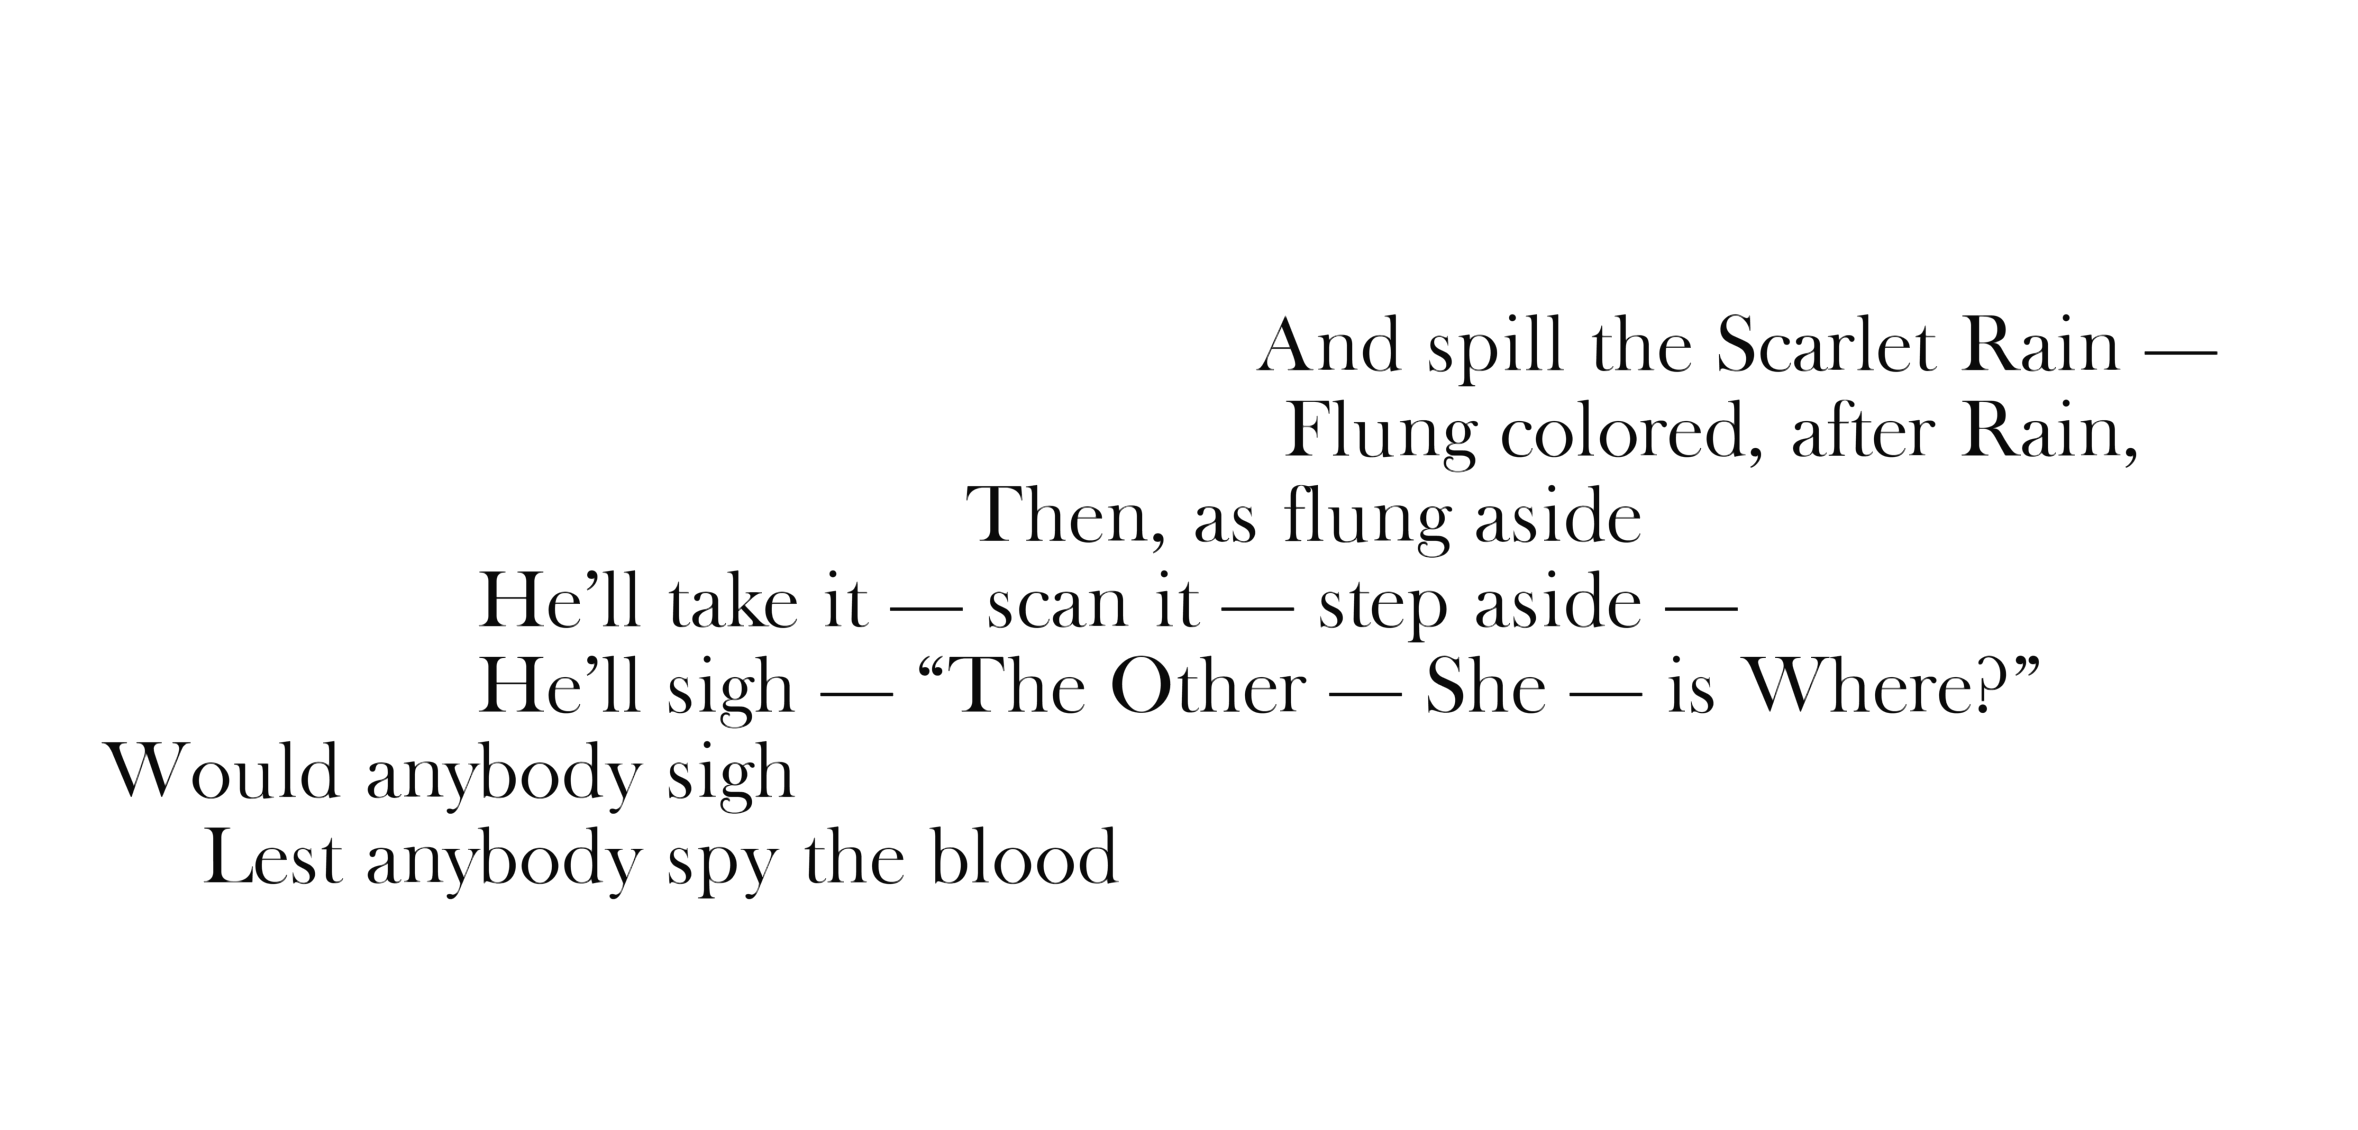 And spill the Scarlet Rain —
Flung colored, after Rain,
Then, as flung aside
He’ll take it — scan it — step aside —
He’ll sigh — “The Other — She — is Where?”
Would anybody sigh
Lest anybody spy the blood